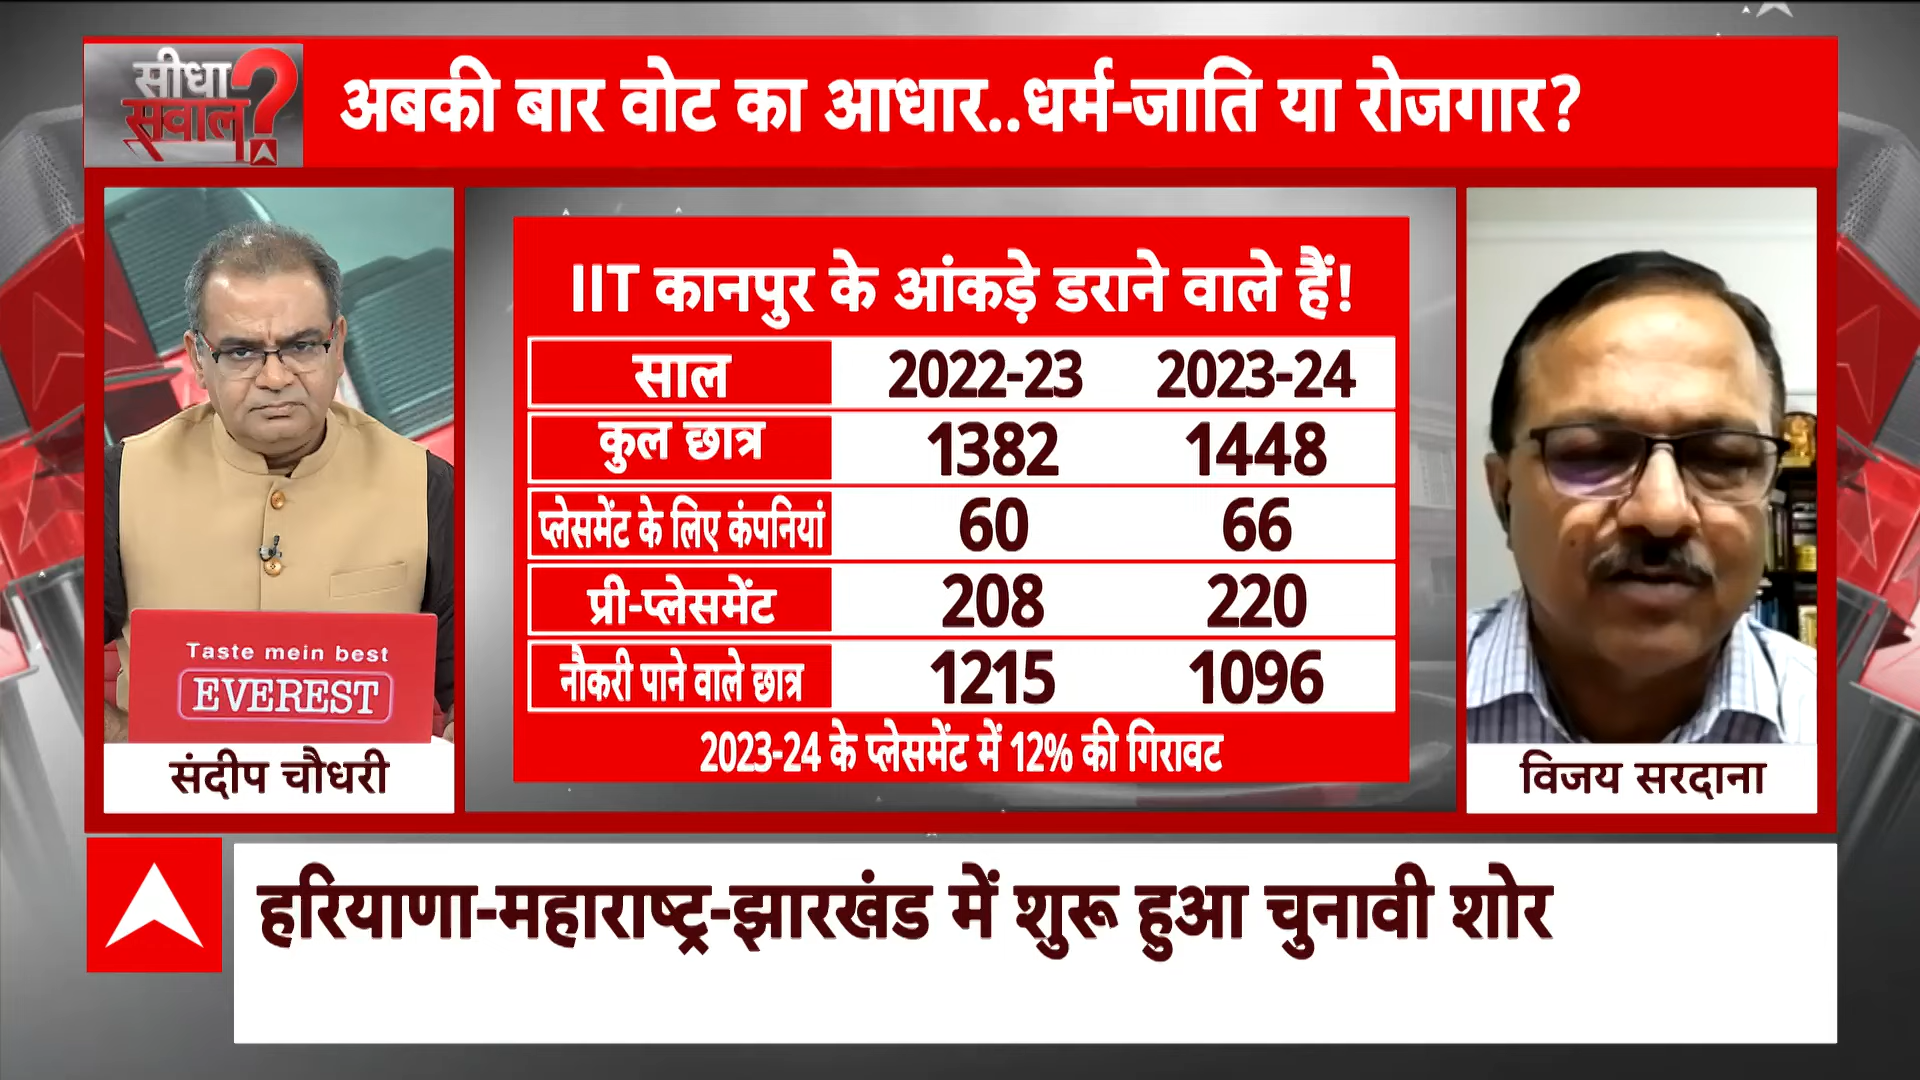 सीधा
सवाल?
अबकी बार वोट का आधार..धर्म-जाति या रोजगार?
IIT कानपुर के आंकड़े डराने वाले हैं!
साल 2022-23 2023-24
कुल छात्र 1382 1448
प्लेसमेंट के लिए कंपनियां 60 66
प्री-प्लेसमेंट 208 220
नौकरी पाने वाले छात्र 1215 1096
2023-24 के प्लेसमेंट में 12% की गिरावट
Taste mein best
EVEREST
संदीप चौधरी
विजय सरदाना
हरियाणा-महाराष्ट्र-झारखंड में शुरू हुआ चुनावी शोर